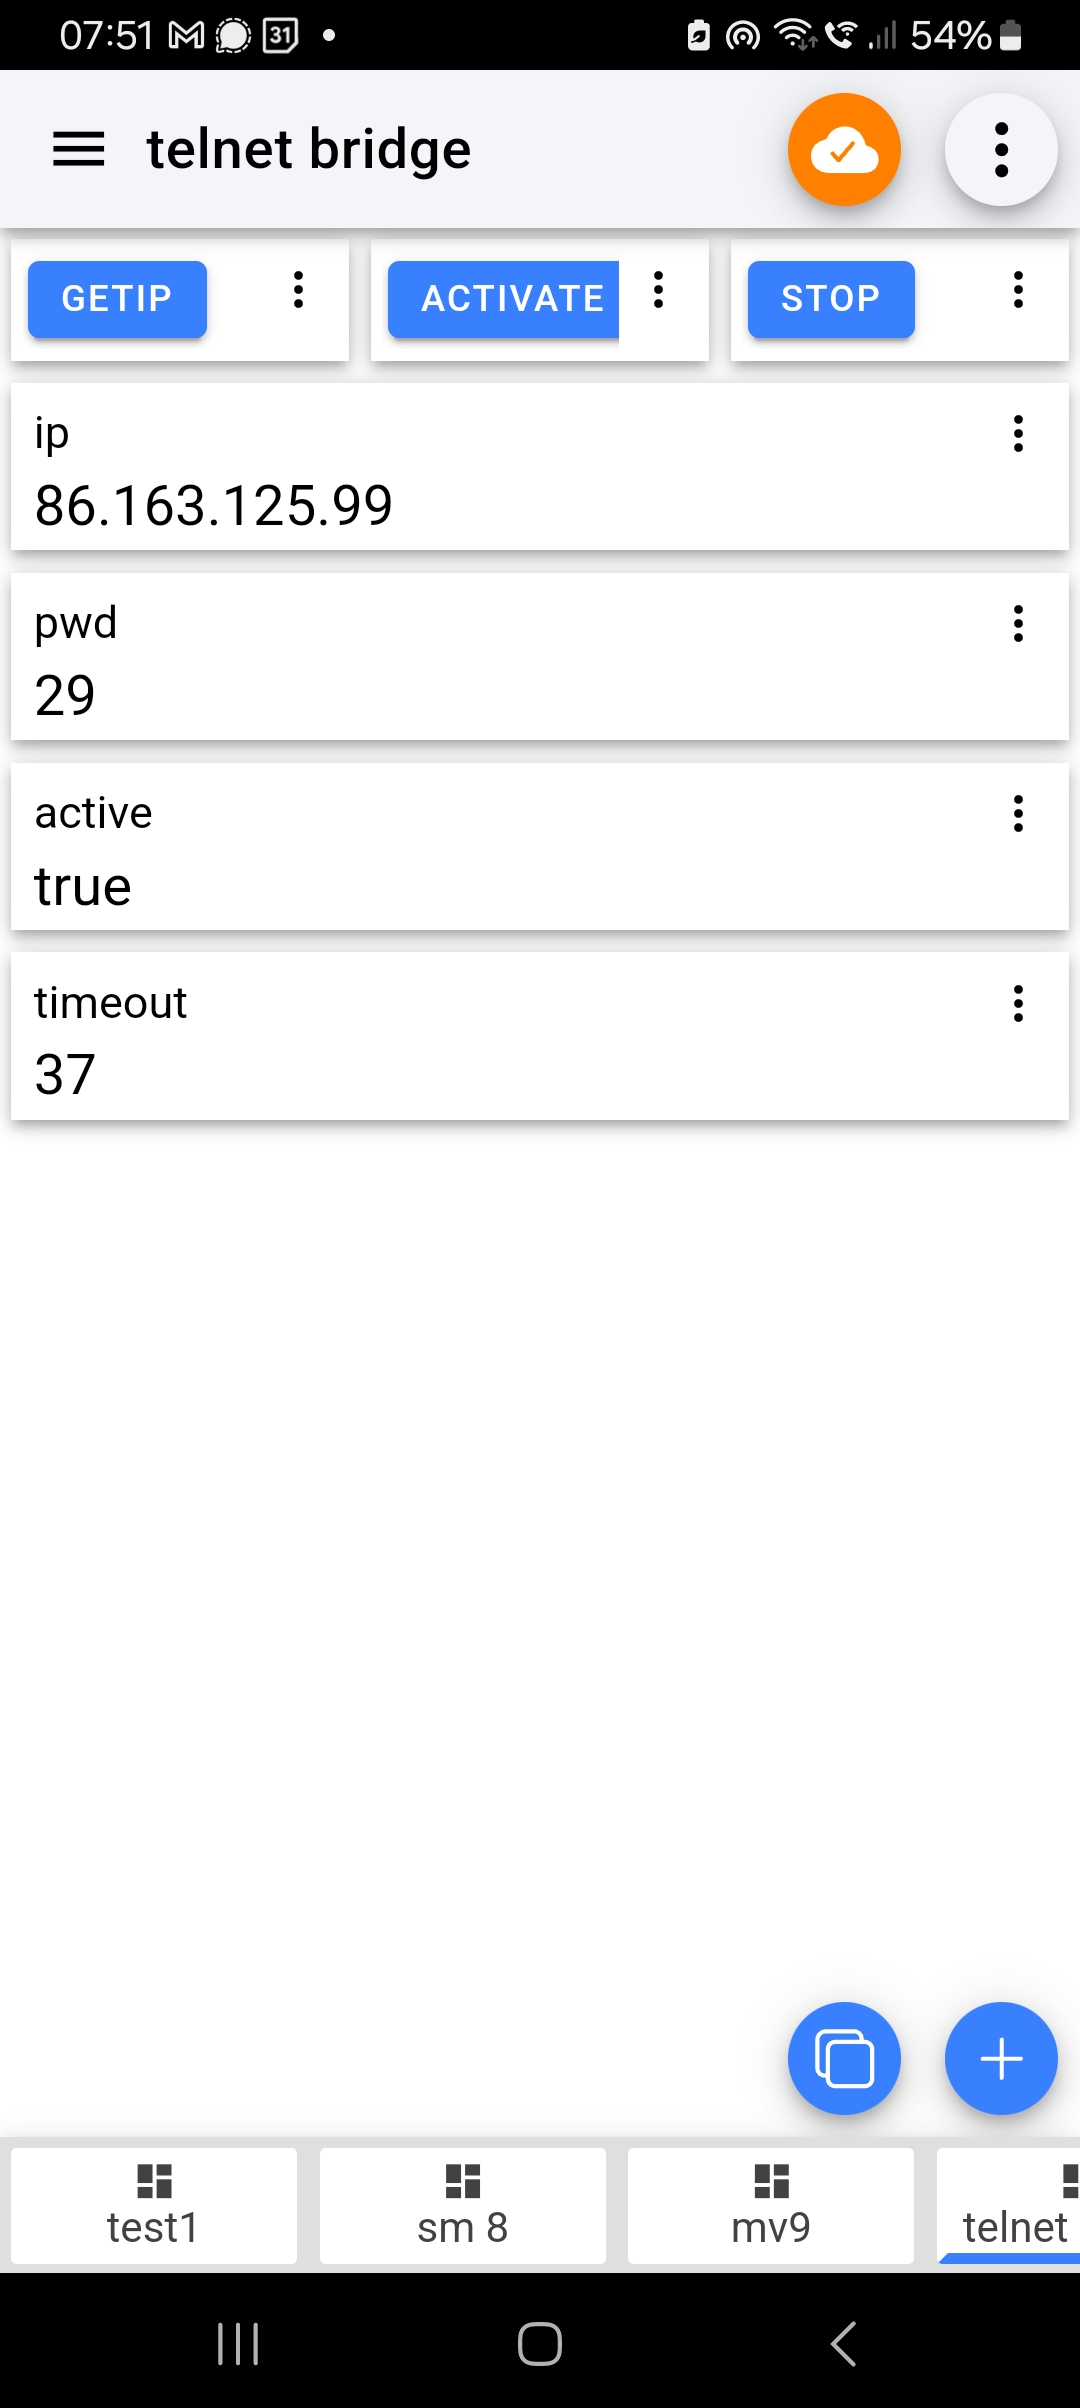 07:51 31 54%
telnet bridge
GETIP ACTIVATE STOP
ip
86.163.125.99
pwd
29
active
true
timeout
37
test1 sm 8 mv9 telnet